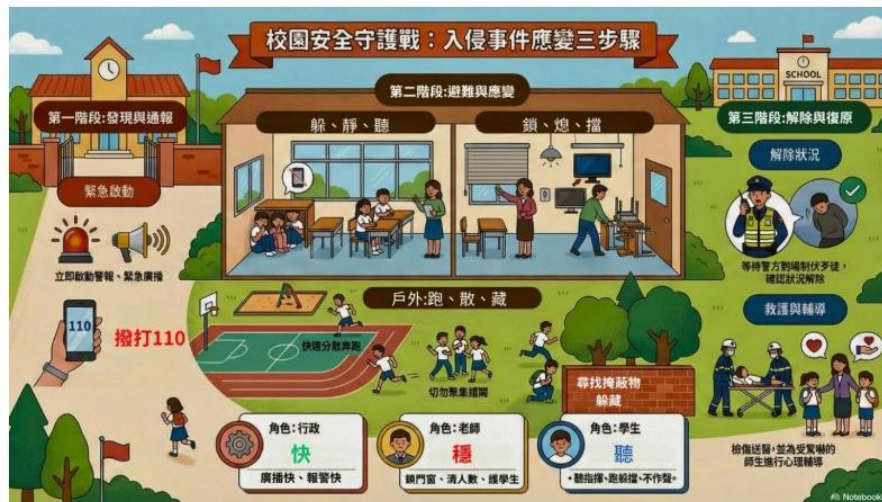 校園安全守護戰：入侵事件應變三步驟
第一階段:發現與通報
緊急啟動
立即啟動警報、緊急廣播
110
撥打110
第二階段:避難與應變
躲、靜、聽
鎖、熄、擋
戶外:跑、散、藏
快速分散奔跑
切勿聚集
尋找掩蔽物
躲藏
第三階段:解除與復原
SCHOOL
解除狀況
等待警方到場制伏歹徒，
確認狀況解除
救護與輔導
檢傷送醫，並為受驚嚇的
師生進行心理輔導
角色：行政
快
廣播快、報警快
角色：老師
穩
鎖門窗、清人數、護學生
角色：學生
聽
・聽指揮、跑躲擋、不作聲。
Notebook